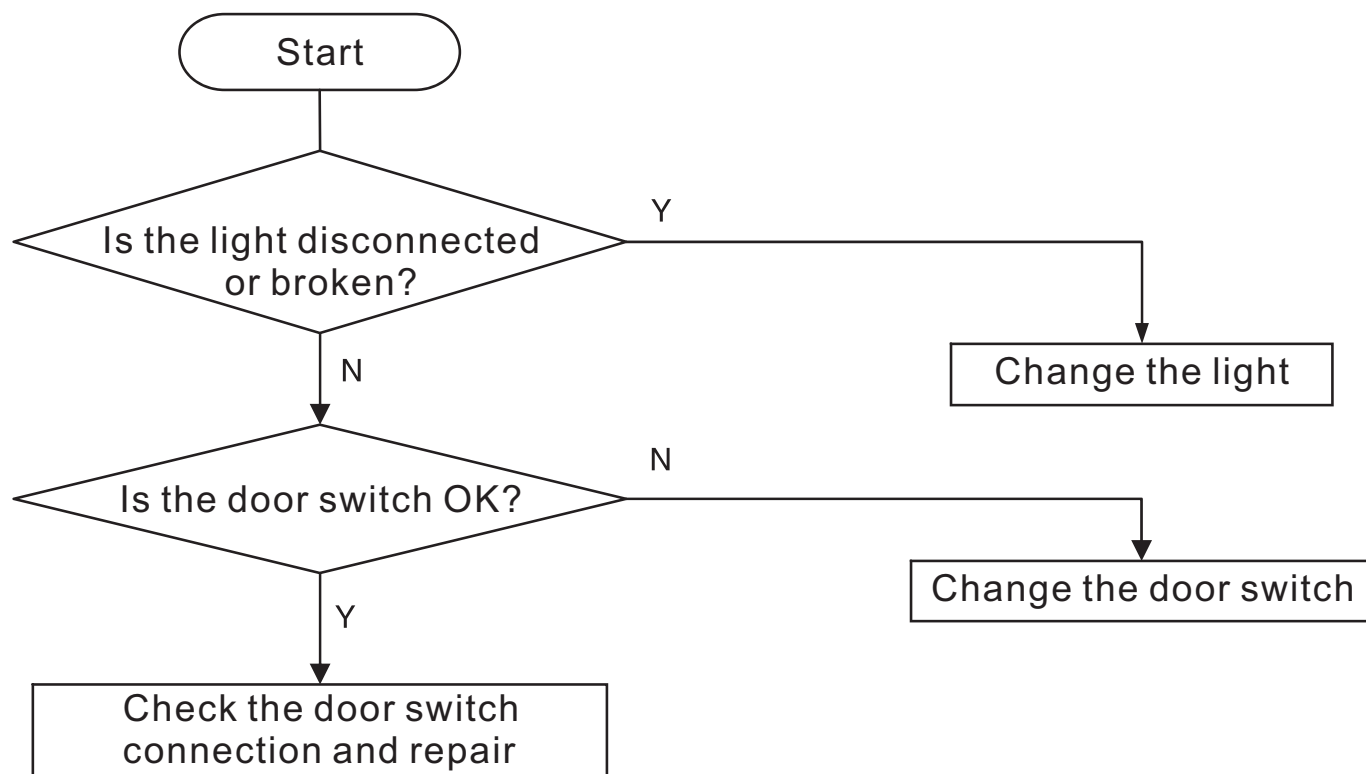 Start
Is the light disconnected
or broken?
Y
N
Change the light
Is the door switch OK?
N
Change the door switch
Y
Check the door switch
connection and repair